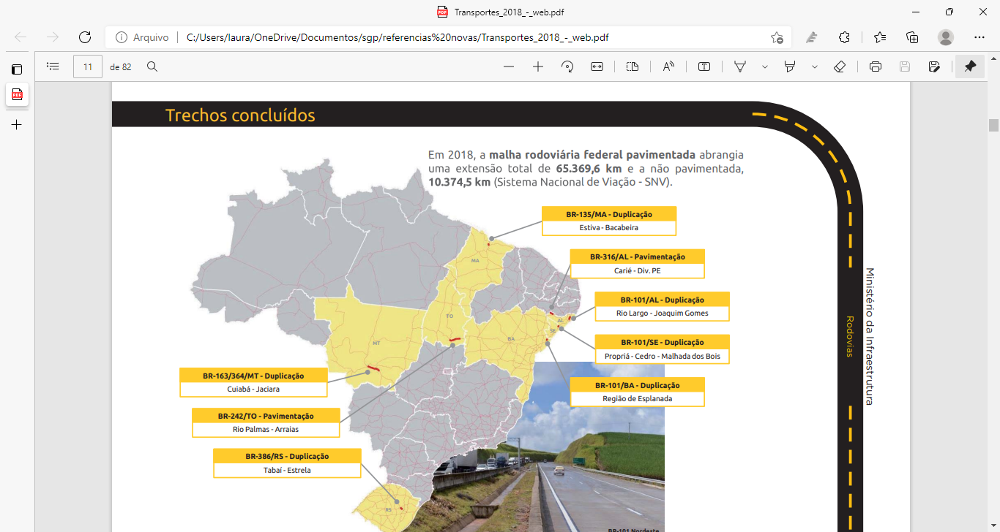 Transportes_2018_-_web.pdf
Arquivo
C:/Users/laura/OneDrive/Documentos/sgp/referencias%20novas/Transportes_2018_-_web.pdf
11
de 82
Trechos concluídos
Em 2018, a malha rodoviária federal pavimentada abrangia
uma extensão total de 65.369,6 km e a não pavimentada,
10.374,5 km (Sistema Nacional de Viação - SNV).
BR-135/MA - Duplicação
Estiva - Bacabeira
BR-316/AL - Pavimentação
Carié - Div. PE
BR-101/AL - Duplicação
Rio Largo - Joaquim Gomes
BR-101/SE - Duplicação
Propriá - Cedro - Malhada dos Bois
BR-101/BA - Duplicação
Região de Esplanada
BR-163/364/MT - Duplicação
Cuiabá - Jaciara
BR-242/TO - Pavimentação
Rio Palmas - Arraias
BR-386/RS - Duplicação
Tabaí - Estrela
MA
TO
AL
SE
BA
MT
RS
BR-101 Nordeste
Rodovias
Ministério da Infraestrutura